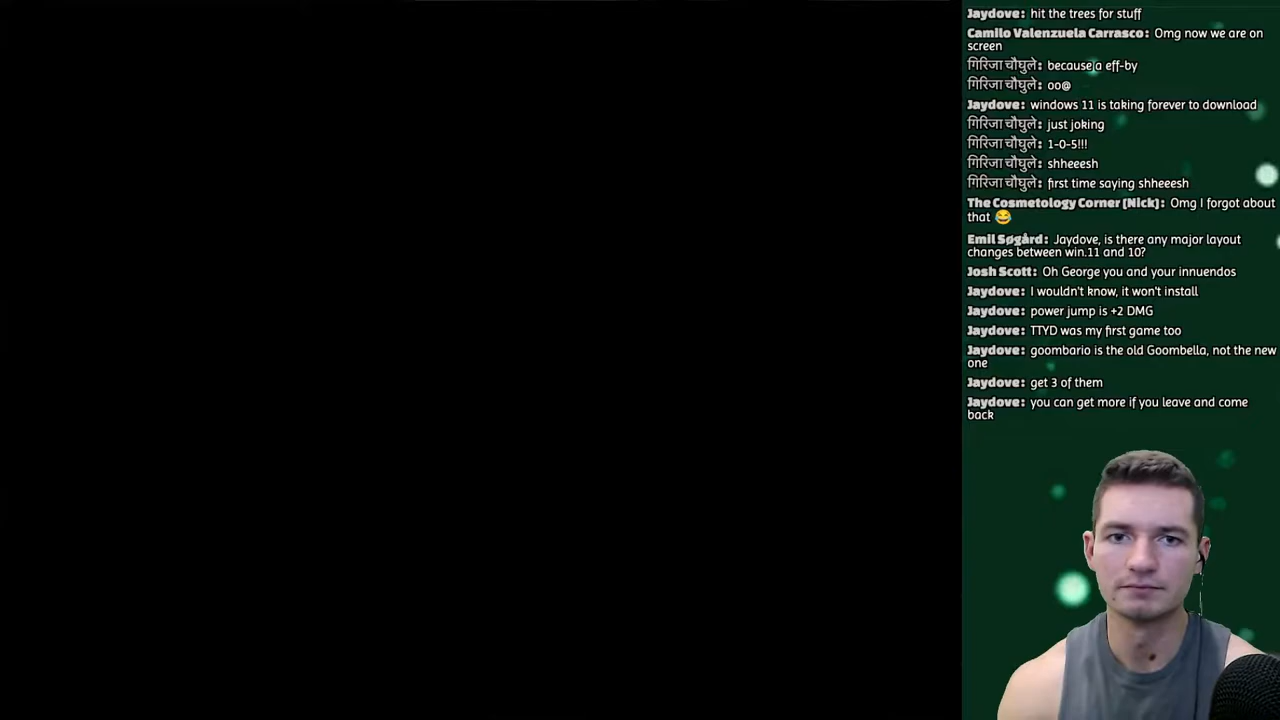 Jaydove: hit the trees for stuff
Camilo Valenzuela Carrasco: Omg now we are on
screen
गिरिजा चौघुले: because a eff-by
गिरिजा चौघुले: oo@
Jaydove: windows 11 is taking forever to download
गिरिजा चौघुले: just joking
गिरिजा चौघुले: 1-0-5!!!
गिरिजा चौघुले: shheeesh
गिरिजा चौघुले: first time saying shheeesh
The Cosmetology Corner (Nick): Omg I forgot about
that 😂
Emil Søgård: Jaydove, is there any major layout
changes between win.11 and 10?
Josh Scott: Oh George you and your innuendos
Jaydove: I wouldn't know, it won't install
Jaydove: power jump is +2 DMG
Jaydove: TTYD was my first game too
Jaydove: goombario is the old Goombella, not the new
one
Jaydove: get 3 of them
Jaydove: you can get more if you leave and come
back